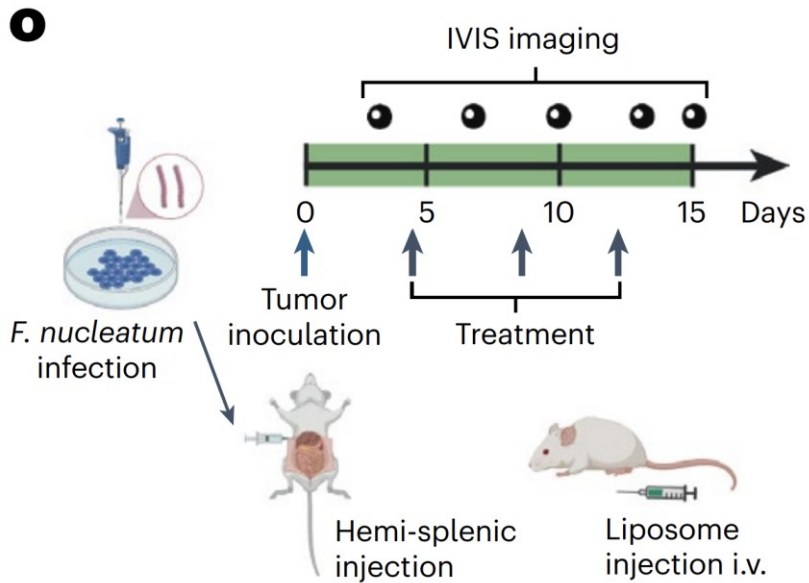 o
IVIS imaging
0 5 10 15 Days
Tumor
inoculation
Treatment
F. nucleatum
infection
Hemi-splenic
injection
Liposome
injection i.v.